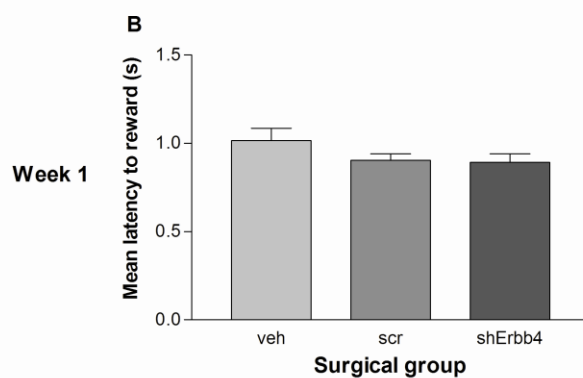 B
Week 1
Mean latency to reward (s)
1.5
1.0
0.5
0.0
veh scr shErbb4
Surgical group